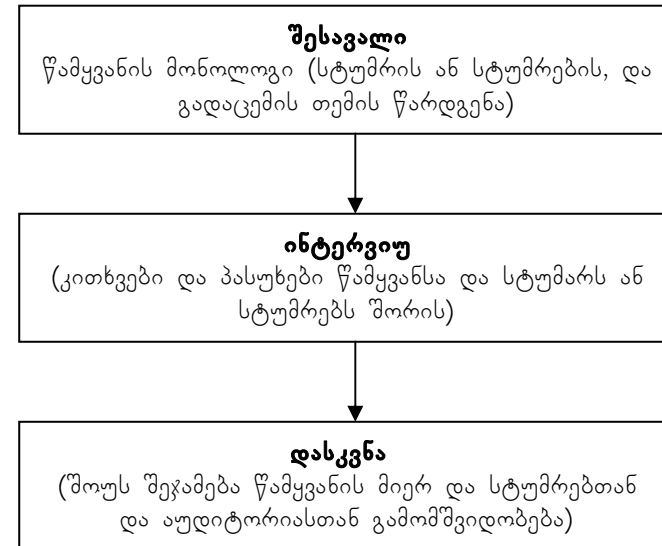 შესავალი
წამყვანის მონოლოგი (სტუმრის ან სტუმრების, და
გადაცემის თემის წარდგენა)
ინტერვიუ
(კითხვები და პასუხები წამყვანსა და სტუმარს ან
სტუმრებს შორის)
დასკვნა
(შოუს შეჯამება წამყვანის მიერ და სტუმრებთან
და აუდიტორიასთან გამომშვიდობება)